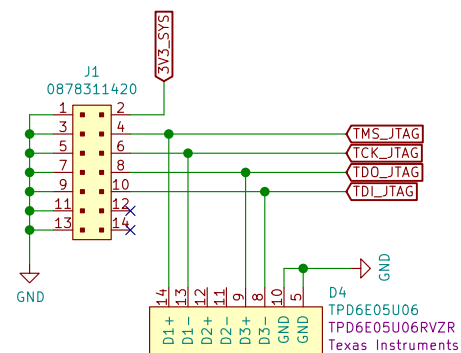 3V3_SYS
J1
0878311420
1 2
3 4 TMS_JTAG
5 6 TCK_JTAG
7 8 TDO_JTAG
9 10 TDI_JTAG
11 12
13 14
GND
GND
14 13 12 11 9 8 10 5
D1+ D1- D2+ D2- D3+ D3- GND GND
D4
TPD6E05U06
TPD6E05U06RVZR
Texas Instruments